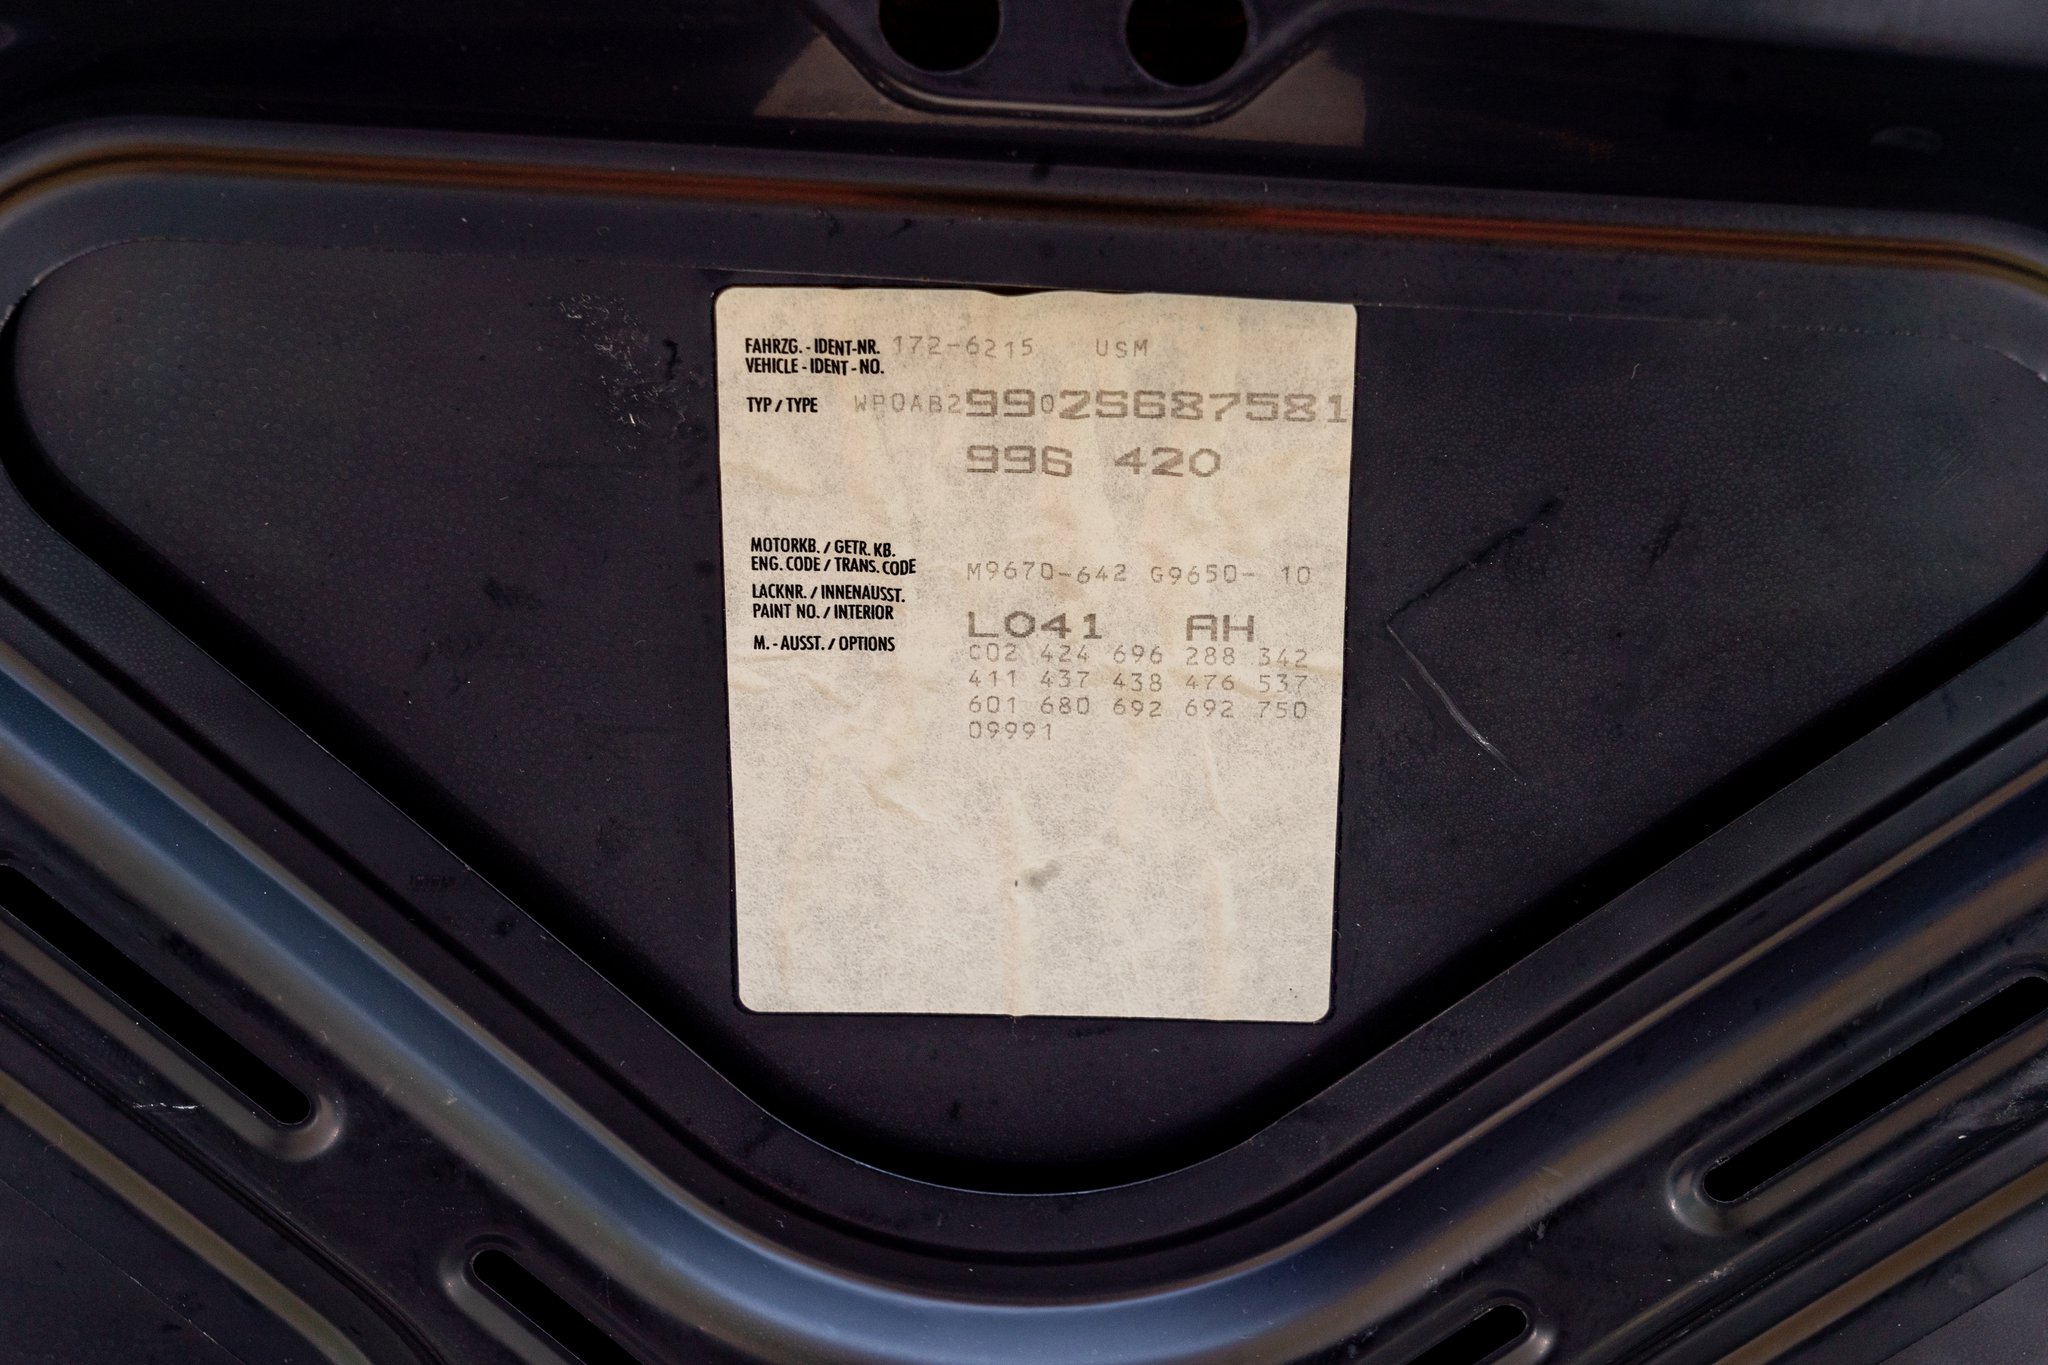 FAHRZG. - IDENT-NR. 172-6215 USM
VEHICLE - IDENT - NO.
TYP / TYPE WP0AB29902S687581
996 420
MOTORKB. / GETR. KB.
ENG. CODE / TRANS. CODE M9670-642 G9650- 10
LACKNR. / INNENAUSST.
PAINT NO. / INTERIOR L041 AH
M. - AUSST. / OPTIONS C02 424 696 288 342
411 437 438 476 537
601 680 692 692 750
09991